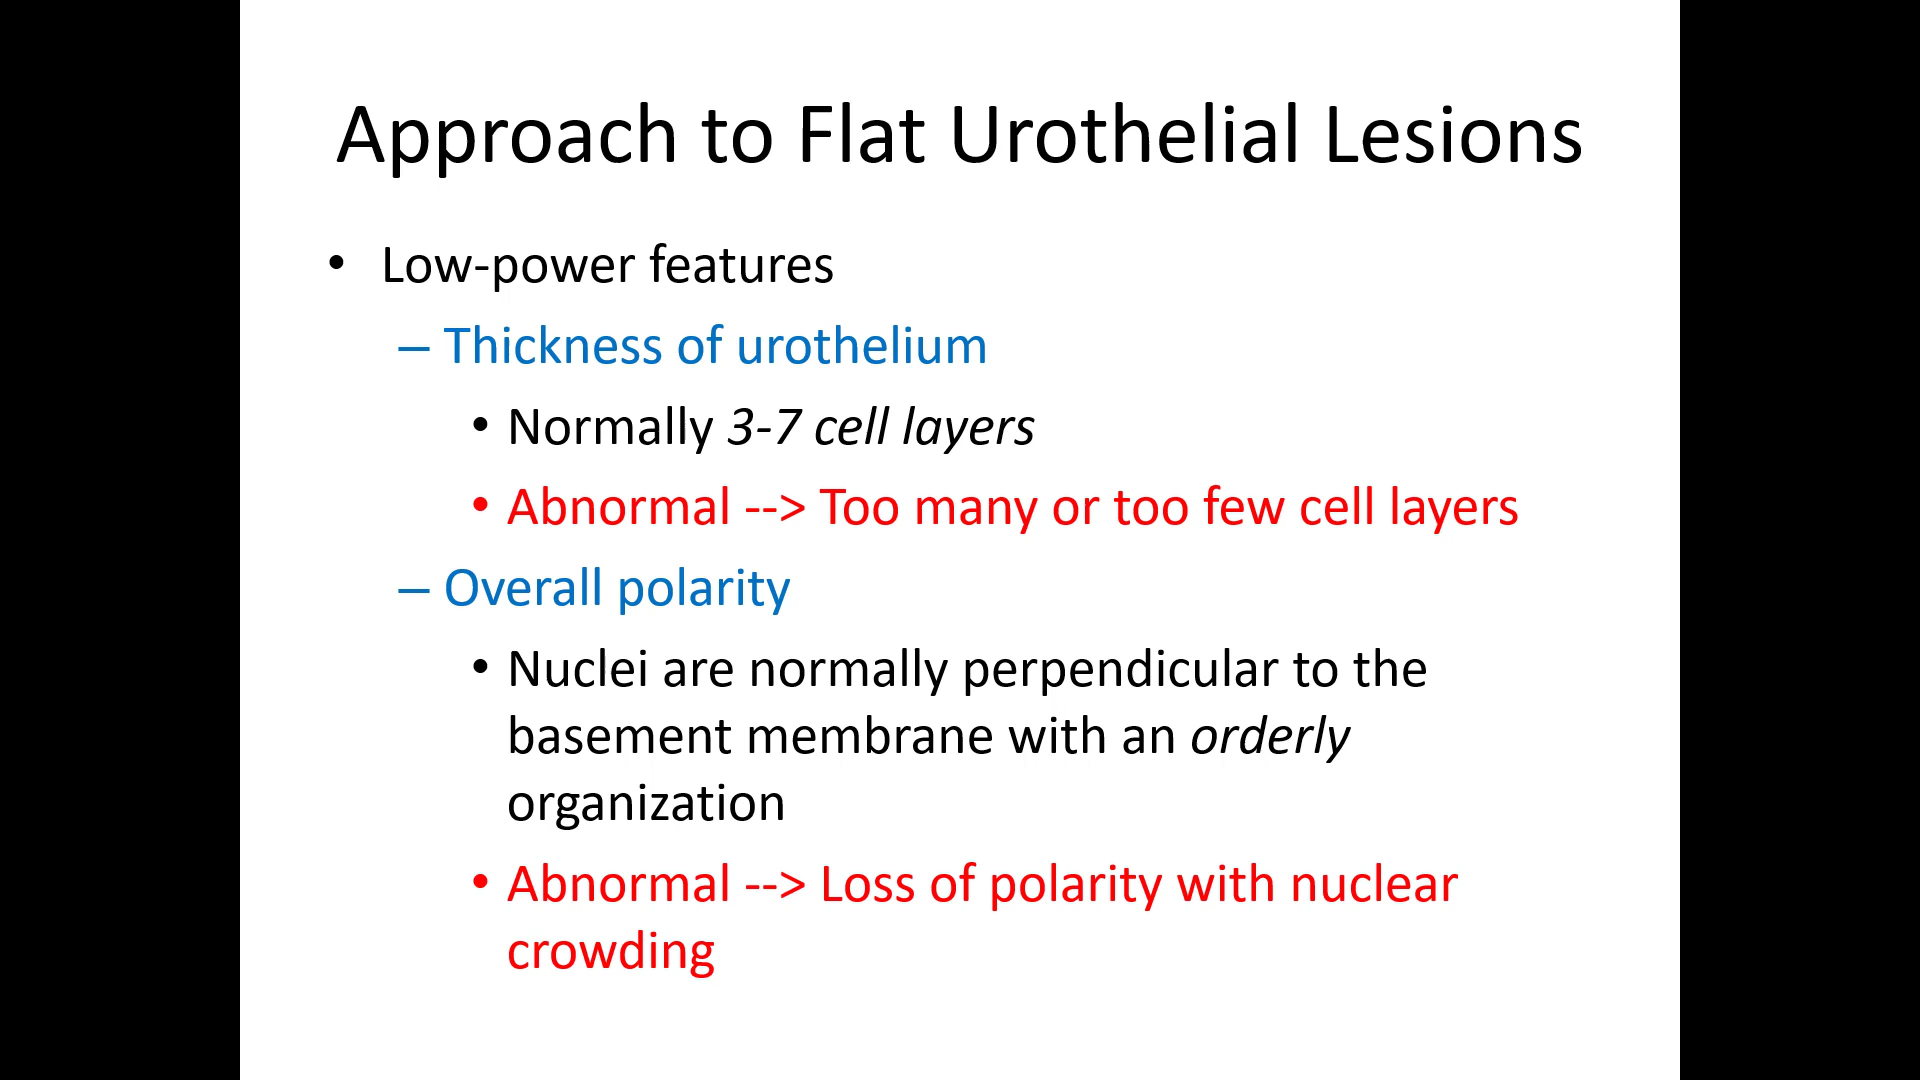 Approach to Flat Urothelial Lesions
• Low-power features
– Thickness of urothelium
• Normally 3-7 cell layers
• Abnormal --> Too many or too few cell layers
– Overall polarity
• Nuclei are normally perpendicular to the
basement membrane with an orderly
organization
• Abnormal --> Loss of polarity with nuclear
crowding